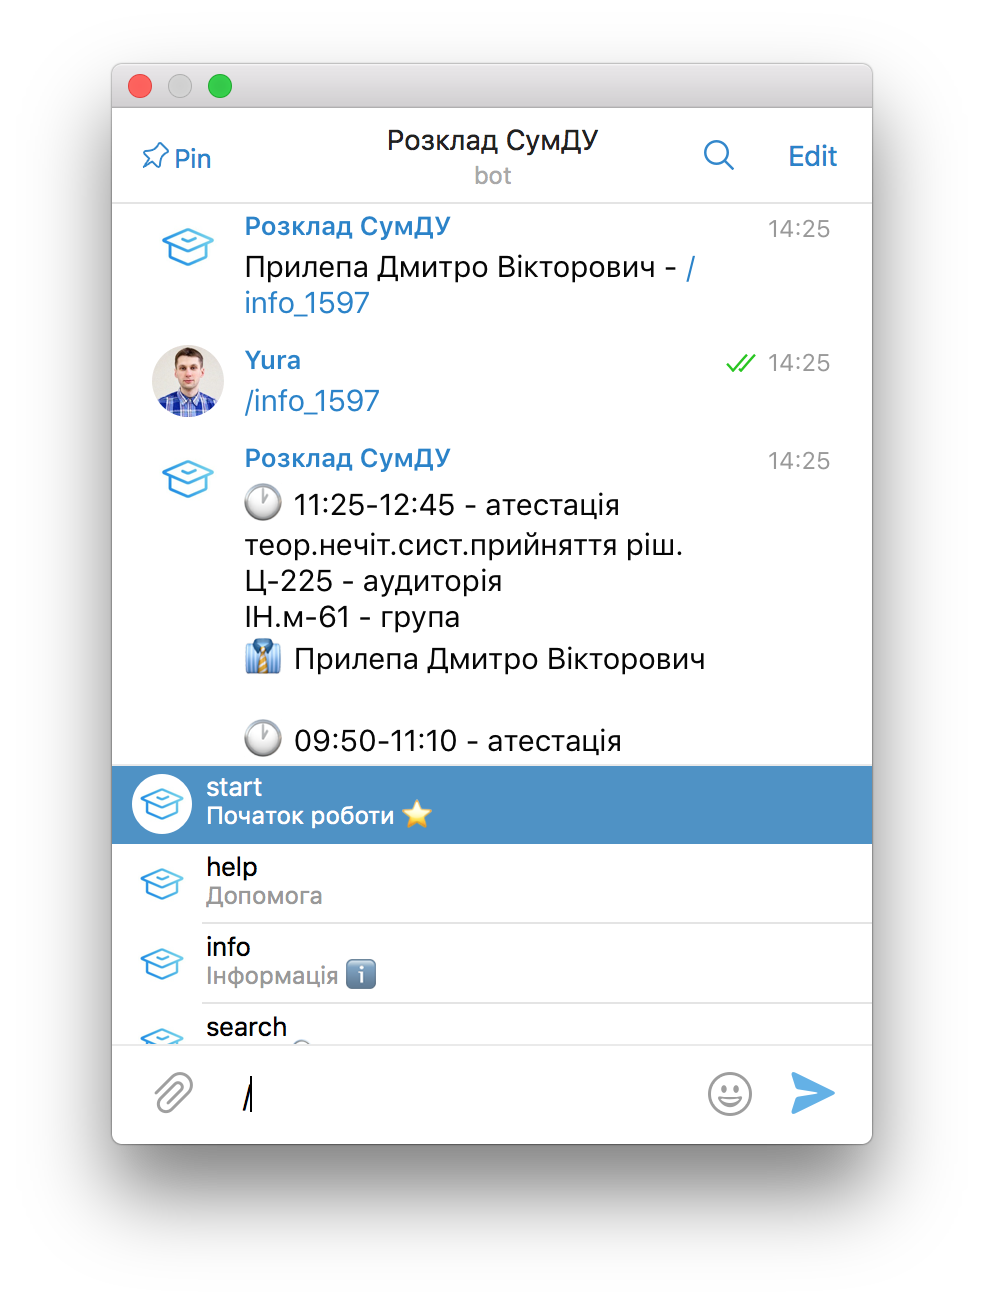 Розклад СумДУ
Pin
Edit
bot
Розклад СумДУ 14:25
Прилепа Дмитро Вікторович - /
info_1597
Yura 14:25
/info_1597
Розклад СумДУ 14:25
11:25-12:45 - атестація
теор.нечіт.сист.прийняття ріш.
Ц-225 - аудиторія
ІН.м-61 - група
Прилепа Дмитро Вікторович
09:50-11:10 - атестація
start
Початок роботи
help
Допомога
info
Інформація
search
/